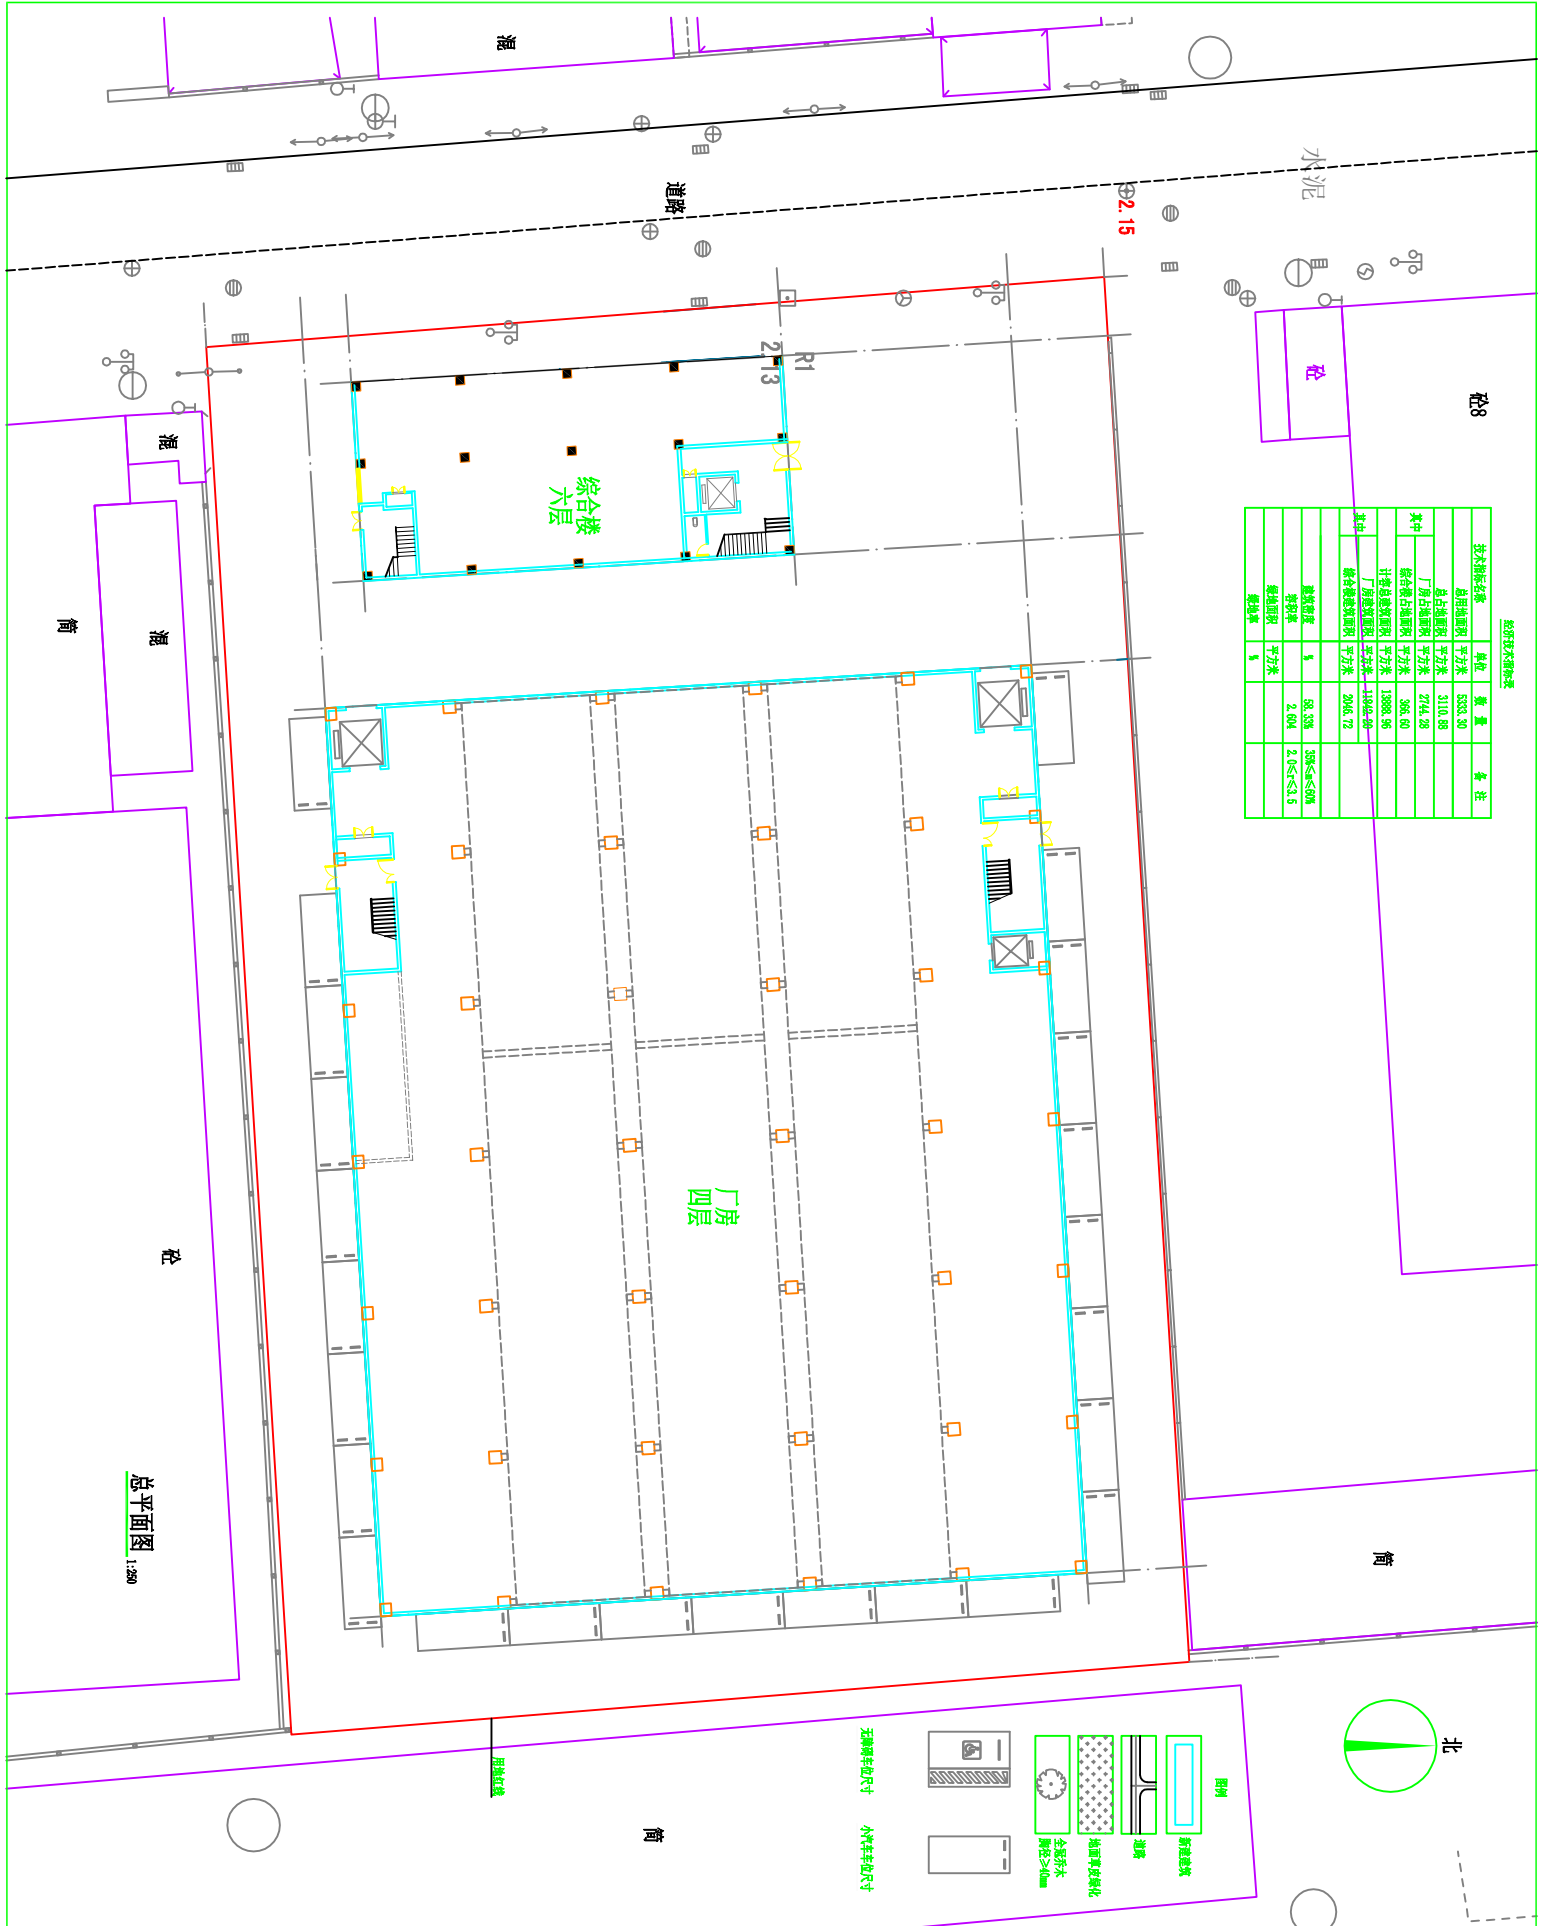 经济技术指标表
技术指标名称 单位 数量 备注
总用地面积 平方米 5333.30
总占地面积 平方米 3110.88
其中 厂房占地面积 平方米 2744.28
综合楼占地面积 平方米 366.60
计容总建筑面积 平方米 13888.96
其中 厂房建筑面积 平方米
综合楼建筑面积 平方米 2046.72
建筑密度 % 58.33% 35%≤m≤60%
容积率 2.604 2.0≤r≤3.5
绿地面积 平方米
绿地率 %
水泥
2.15
道路
混
R1
2.13
砼
砼8
综合楼
六层
混
混
简
厂房
四层
砼
简
总平面图 1:250
北
图例
新建建筑
道路
地面草皮绿化
全冠乔木
胸径>40mm
无障碍车位尺寸
小汽车车位尺寸
用地红线
简